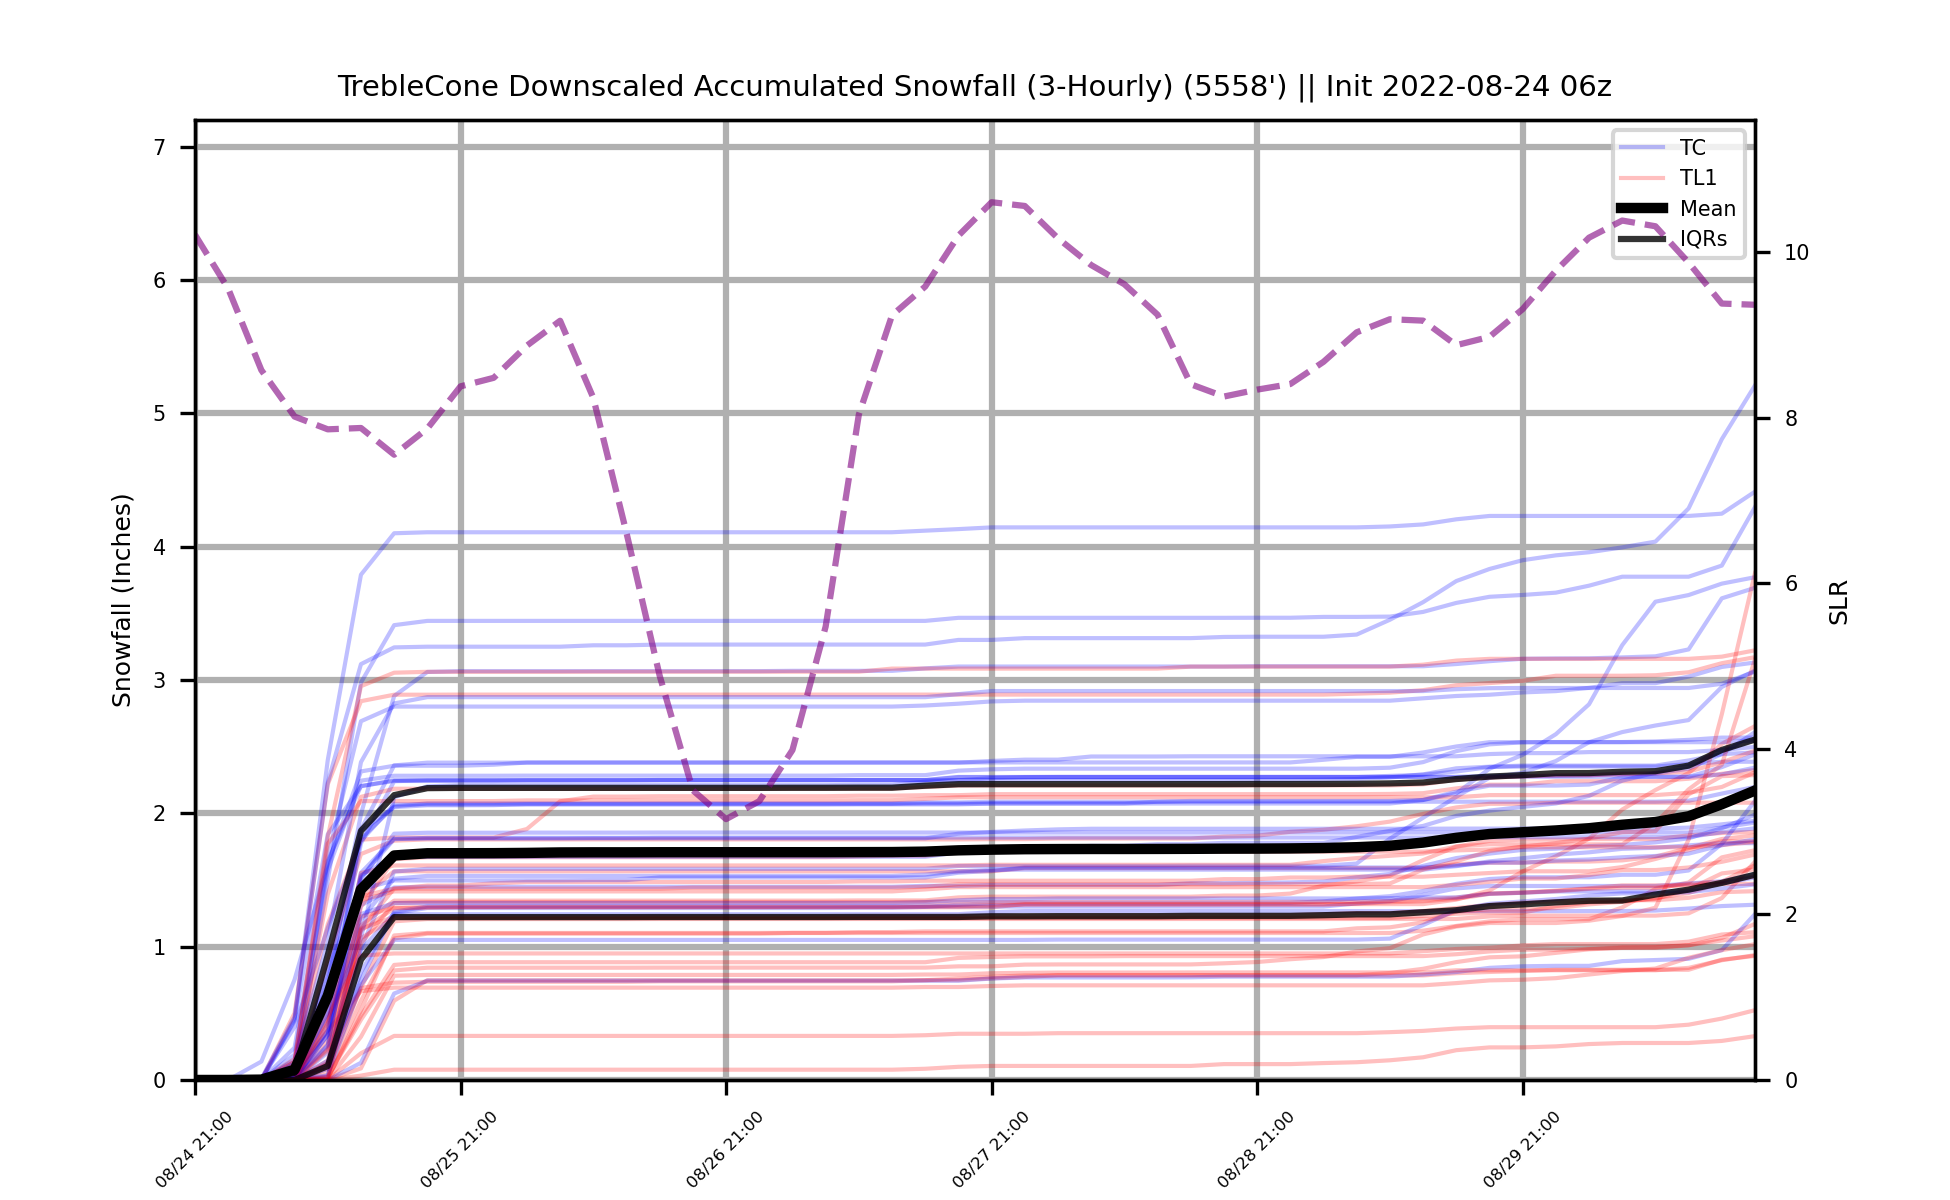 TrebleCone Downscaled Accumulated Snowfall (3-Hourly) (5558') || Init 2022-08-24 06z
TC
TL1
Mean
IQRs
Snowfall (Inches)
7
6
5
4
3
2
1
0
SLR
10
8
6
4
2
0
08/24 21:00
08/25 21:00
08/26 21:00
08/27 21:00
08/28 21:00
08/29 21:00